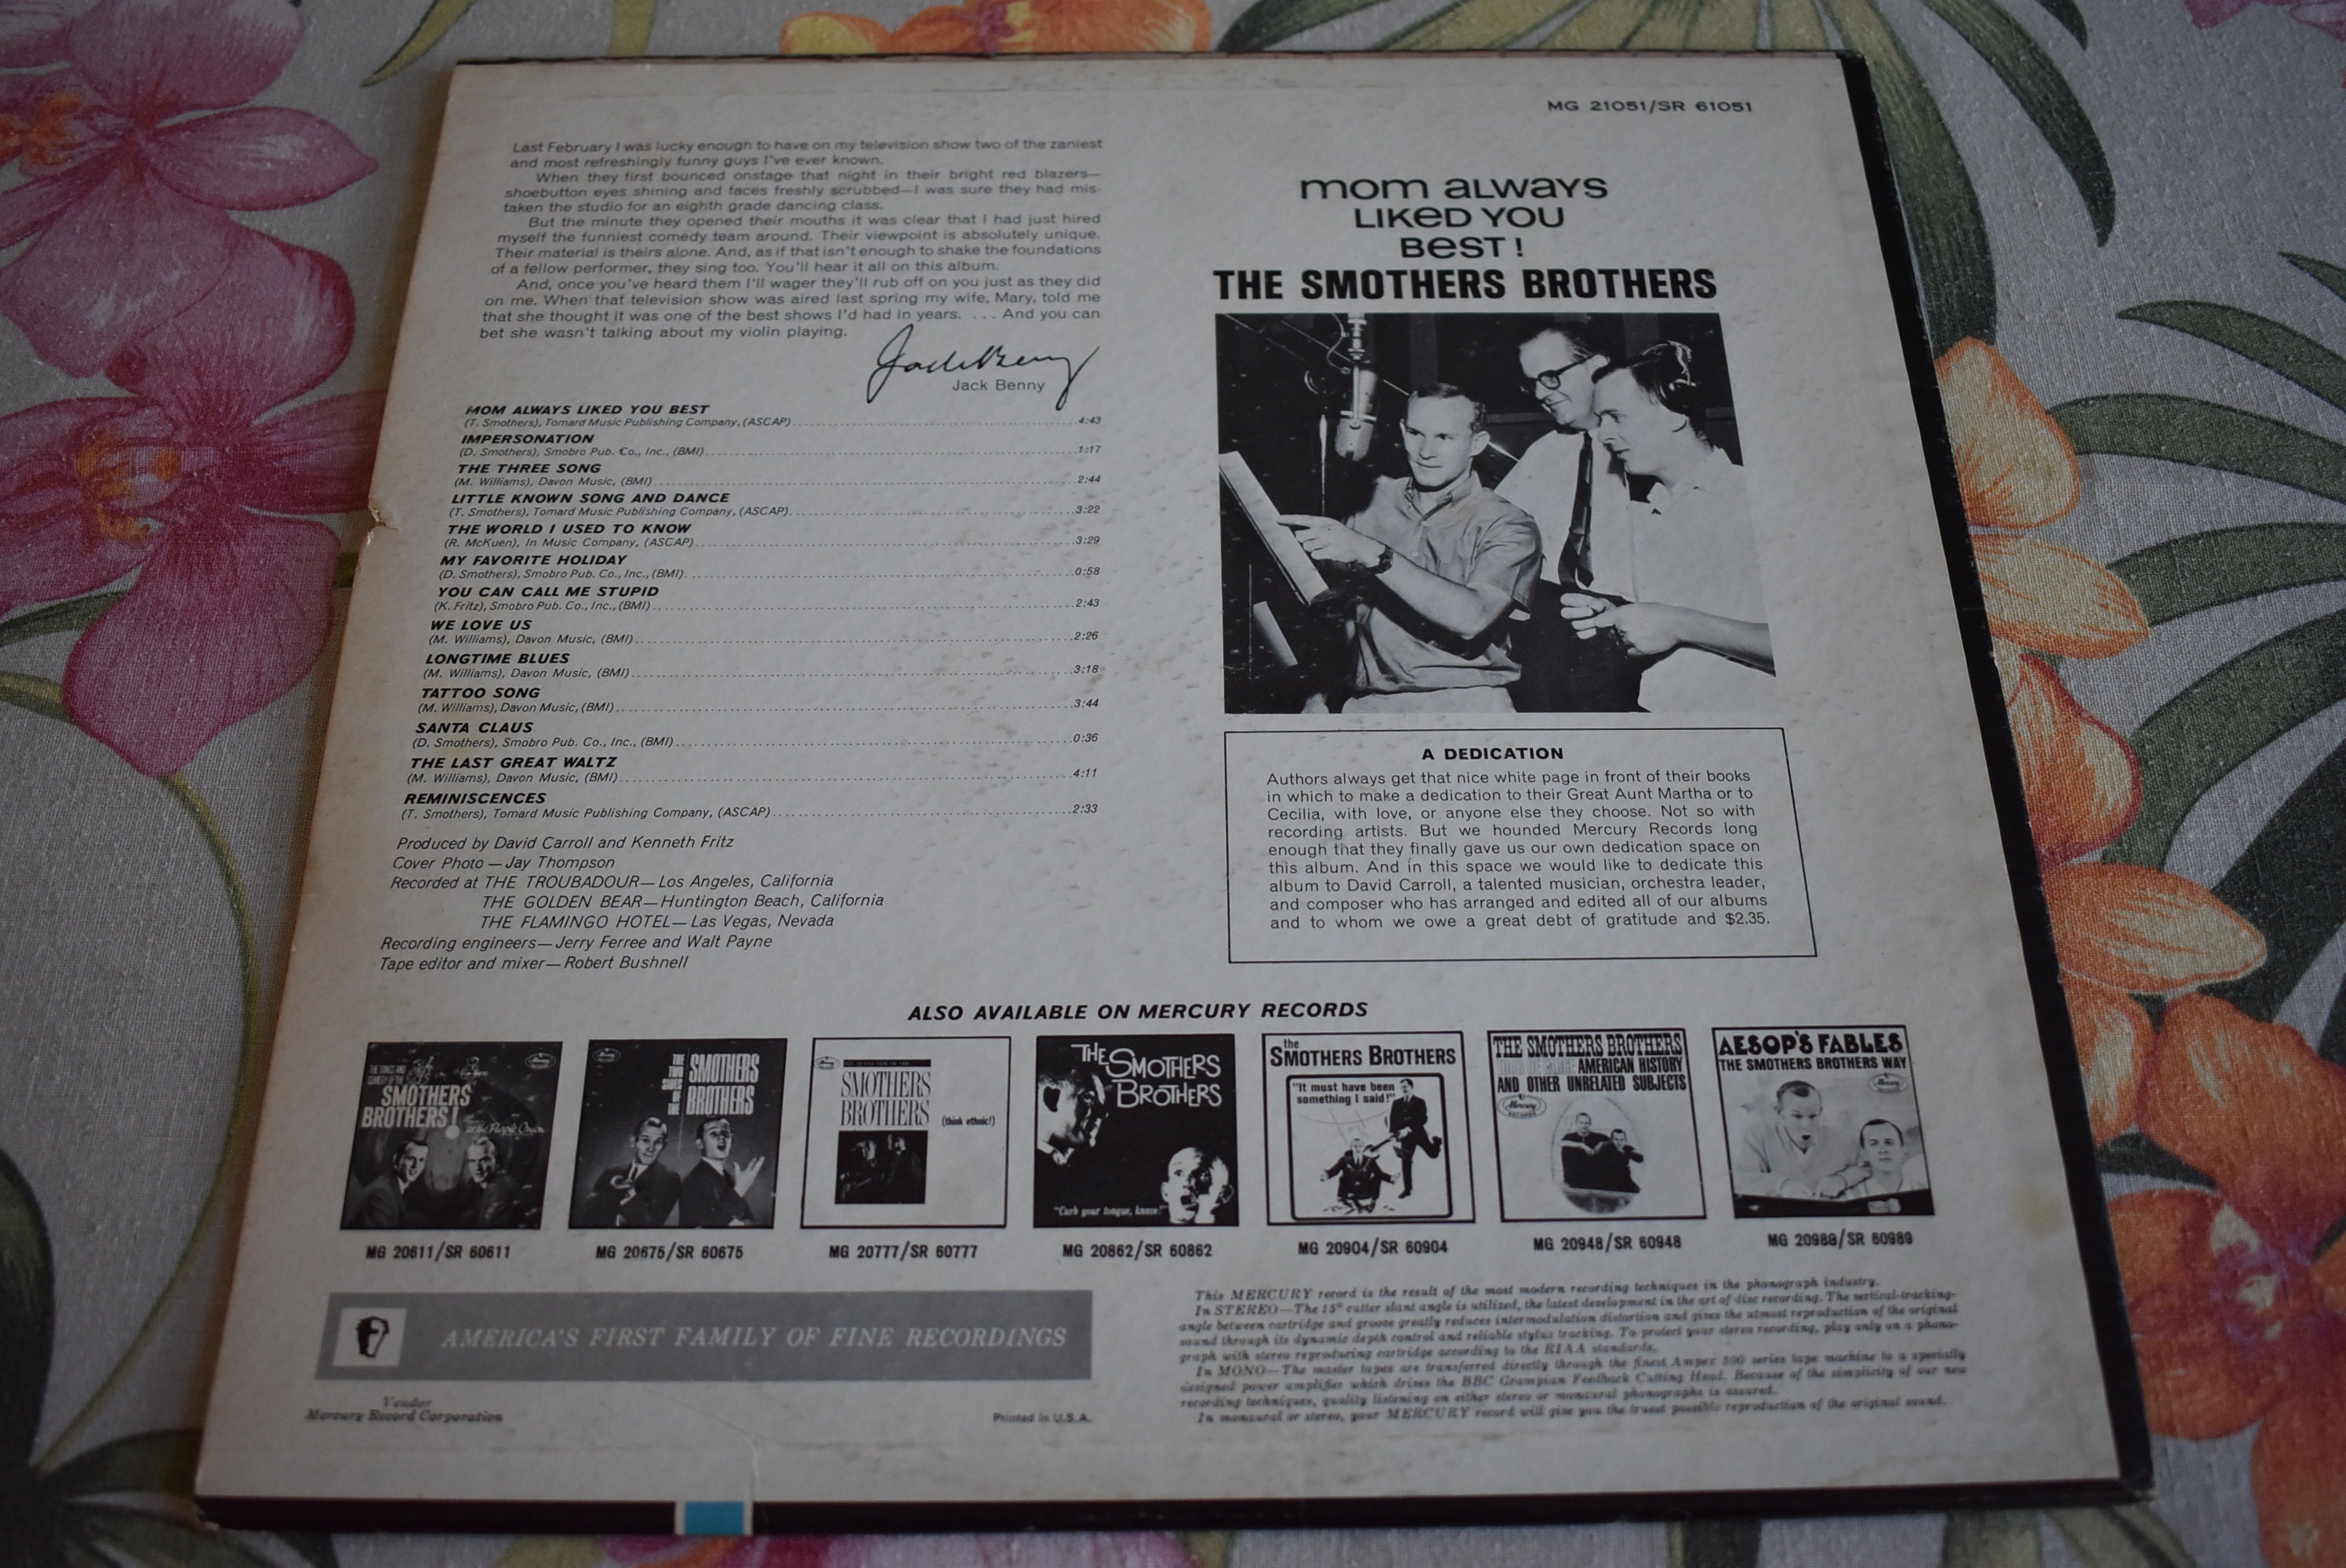 MG 21051/SR 61051
Last February I was lucky enough to have on my television show two of the zaniest
and most refreshingly funny guys I've ever known.
When they first bounced onstage that night in their bright red blazers—
shoebutton eyes shining and faces freshly scrubbed—I was sure they had mis-
taken the studio for an eighth grade dancing class.
But the minute they opened their mouths it was clear that I had just hired
myself the funniest comedy team around. Their viewpoint is absolutely unique.
Their material is theirs alone. And, as if that isn't enough to shake the foundations
of a fellow performer, they sing too. You'll hear it all on this album.
And, once you've heard them I'll wager they'll rub off on you just as they did
on me. When that television show was aired last spring my wife, Mary, told me
that she thought it was one of the best shows I'd had in years. . . . And you can
bet she wasn't talking about my violin playing.
Jack Benny
Jack Benny
MOM ALWAYS LIKED YOU BEST
(T. Smothers), Tomard Music Publishing Company, (ASCAP) 4:43
IMPERSONATION
(D. Smothers), Smobro Pub. Co., Inc., (BMI) 1:17
THE THREE SONG
(M. Williams), Davon Music, (BMI) 2:44
LITTLE KNOWN SONG AND DANCE
(T. Smothers), Tomard Music Publishing Company, (ASCAP) 3:22
THE WORLD I USED TO KNOW
(R. McKuen), In Music Company, (ASCAP) 3:29
MY FAVORITE HOLIDAY
(D. Smothers), Smobro Pub. Co., Inc., (BMI) 0:58
YOU CAN CALL ME STUPID
(K. Fritz), Smobro Pub. Co., Inc., (BMI) 2:43
WE LOVE US
(M. Williams), Davon Music, (BMI) 2:26
LONGTIME BLUES
(M. Williams), Davon Music, (BMI) 3:18
TATTOO SONG
(M. Williams), Davon Music, (BMI) 3:44
SANTA CLAUS
(D. Smothers), Smobro Pub. Co., Inc., (BMI) 0:36
THE LAST GREAT WALTZ
(M. Williams), Davon Music, (BMI) 4:11
REMINISCENCES
(T. Smothers), Tomard Music Publishing Company, (ASCAP) 2:33
Produced by David Carroll and Kenneth Fritz
Cover Photo — Jay Thompson
Recorded at THE TROUBADOUR— Los Angeles, California
THE GOLDEN BEAR—Huntington Beach, California
THE FLAMINGO HOTEL— Las Vegas, Nevada
Recording engineers—Jerry Ferree and Walt Payne
Tape editor and mixer—Robert Bushnell
mom always
liked you
best!
THE SMOTHERS BROTHERS
A DEDICATION
Authors always get that nice white page in front of their books
in which to make a dedication to their Great Aunt Martha or to
Cecilia, with love, or anyone else they choose. Not so with
recording artists. But we hounded Mercury Records long
enough that they finally gave us our own dedication space on
this album. And in this space we would like to dedicate this
album to David Carroll, a talented musician, orchestra leader,
and composer who has arranged and edited all of our albums
and to whom we owe a great debt of gratitude and $2.35.
ALSO AVAILABLE ON MERCURY RECORDS
THE SONGS AND
COMEDY OF THE
SMOTHERS
BROTHERS!
at the Purple Onion
MG 20611/SR 60611
THE TWO SIDES OF THE
SMOTHERS
BROTHERS
MG 20675/SR 60675
SMOTHERS
BROTHERS
(think ethnic!)
MG 20777/SR 60777
THE SMOTHERS
BROTHERS
"Curb your tongue, knave!"
MG 20862/SR 60862
the
SMOTHERS BROTHERS
"It must have been
something I said!"
MG 20904/SR 60904
THE SMOTHERS BROTHERS
AMERICAN HISTORY
AND OTHER UNRELATED SUBJECTS
Mercury
MG 20948/SR 60948
AESOP'S FABLES
THE SMOTHERS BROTHERS WAY
Mercury
MG 20989/SR 60989
AMERICA'S FIRST FAMILY OF FINE RECORDINGS
Vendor
Mercury Record Corporation
Printed in U.S.A.
This MERCURY record is the result of the most modern recording techniques in the phonograph industry.
In STEREO—The 15° cutter slant angle is utilized, the latest development in the art of disc recording. The vertical-tracking-
angle between cartridge and groove greatly reduces intermodulation distortion and gives the utmost reproduction of the original
sound through its dynamic depth control and reliable stylus tracking. To protect your stereo recording, play only on a phono-
graph with stereo reproducing cartridge according to the RIAA standards.
In MONO—The master tapes are transferred directly through the finest Ampex 300 series tape machine to a specially
designed power amplifier which drives the BBC Grampian Feedback Cutting Head. Because of the simplicity of our new
recording techniques, quality listening on either stereo or monaural phonographs is assured.
In monaural or stereo, your MERCURY record will give you the truest possible reproduction of the original sound.